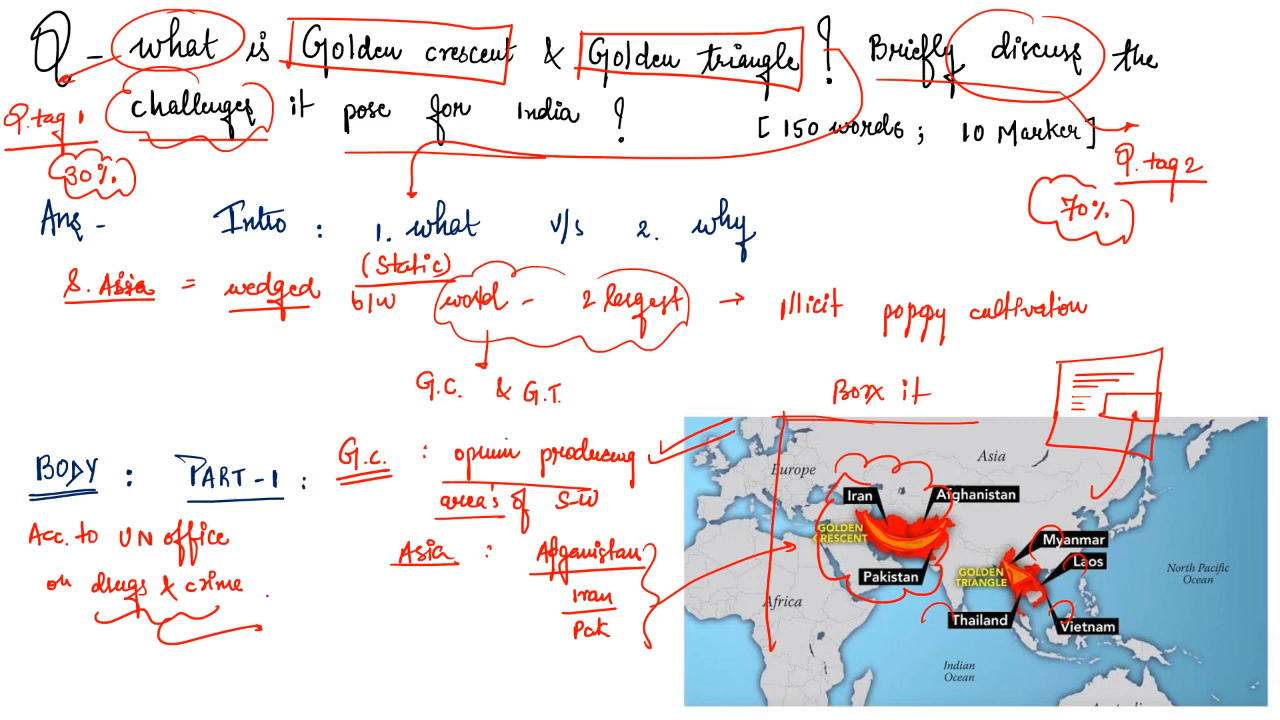 Q - what is Golden crescent & Golden triangle ? Briefly discuss the
challenges it pose for India ?
[ 150 words ; 10 Marker ]
Q. tag 1
30%
Q. tag 2
70%
Ans - Intro : 1. what v/s 2. why
(Static)
S. Asia = wedged b/w world - 2 largest → illicit poppy cultivation
G.C. & G.T.
Box it
BODY : PART-1 :
G.C. : opium producing
area's of S-W
Asia : Afganistan
Iran
Pak
Acc. to UN office
on drugs & crime .
Europe
Asia
Iran
Afghanistan
GOLDEN
CRESCENT
Pakistan
Africa
Myanmar
Laos
GOLDEN
TRIANGLE
Thailand
Vietnam
North Pacific
Ocean
Indian
Ocean